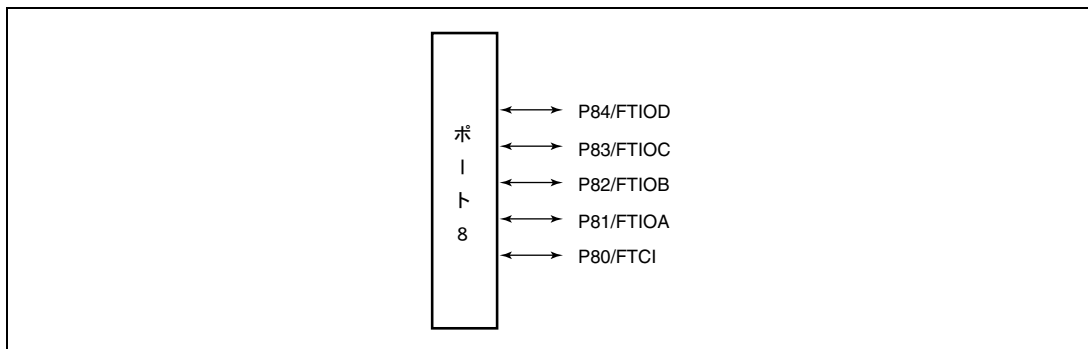 ポート8
P84/FTIOD
P83/FTIOC
P82/FTIOB
P81/FTIOA
P80/FTCI